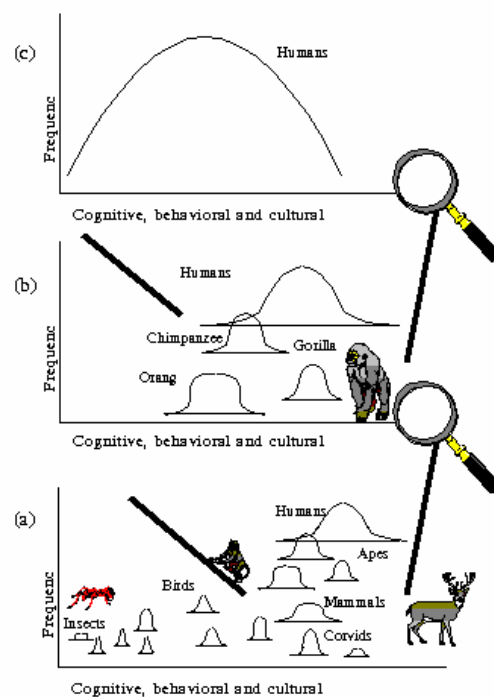 (c)
Humans
Frequenc
Cognitive, behavioral and cultural
(b)
Humans
Chimpanzee
Gorilla
Orang
Frequenc
Cognitive, behavioral and cultural
(a)
Humans
Apes
Birds
Mammals
Insects
Corvids
Frequenc
Cognitive, behavioral and cultural